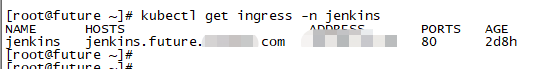 [root@future ~]# kubectl get ingress -n jenkins
NAME HOSTS ADDRESS PORTS AGE
jenkins jenkins.future. com 80 2d8h
[root@future ~]#
[root@future ~]#